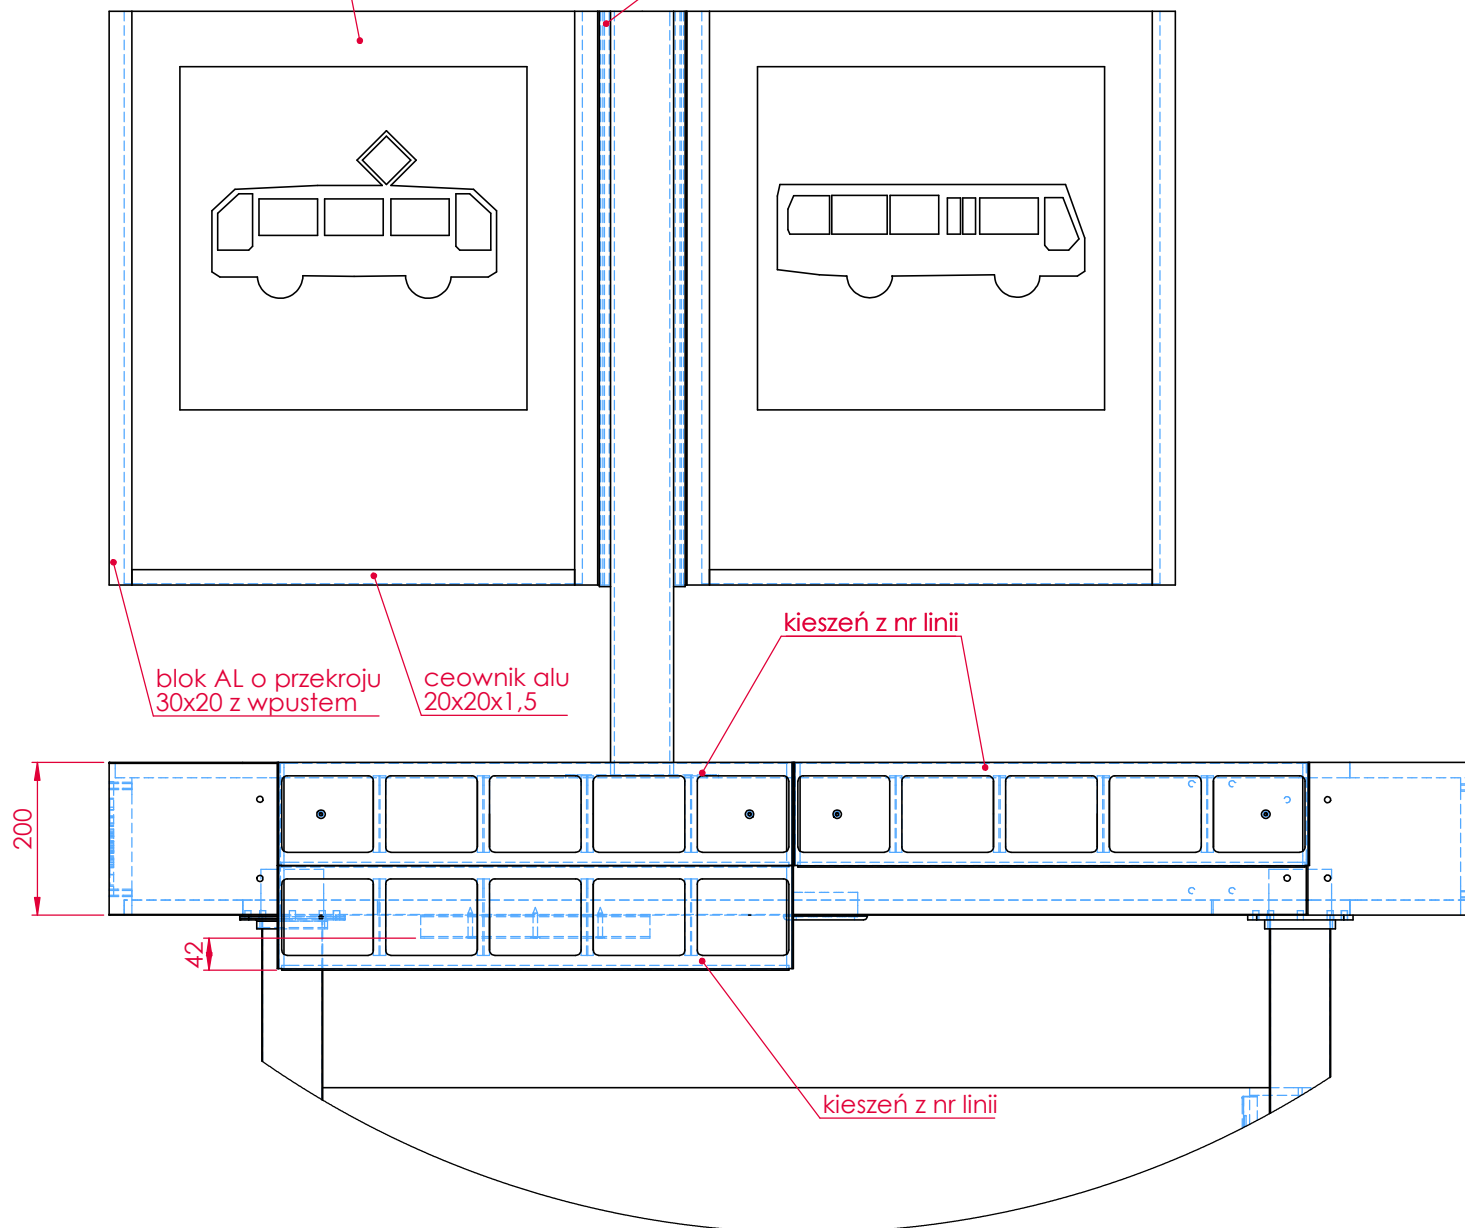 kieszeń z nr linii
blok AL o przekroju
30x20 z wpustem
ceownik alu
20x20x1,5
200
42
kieszeń z nr linii